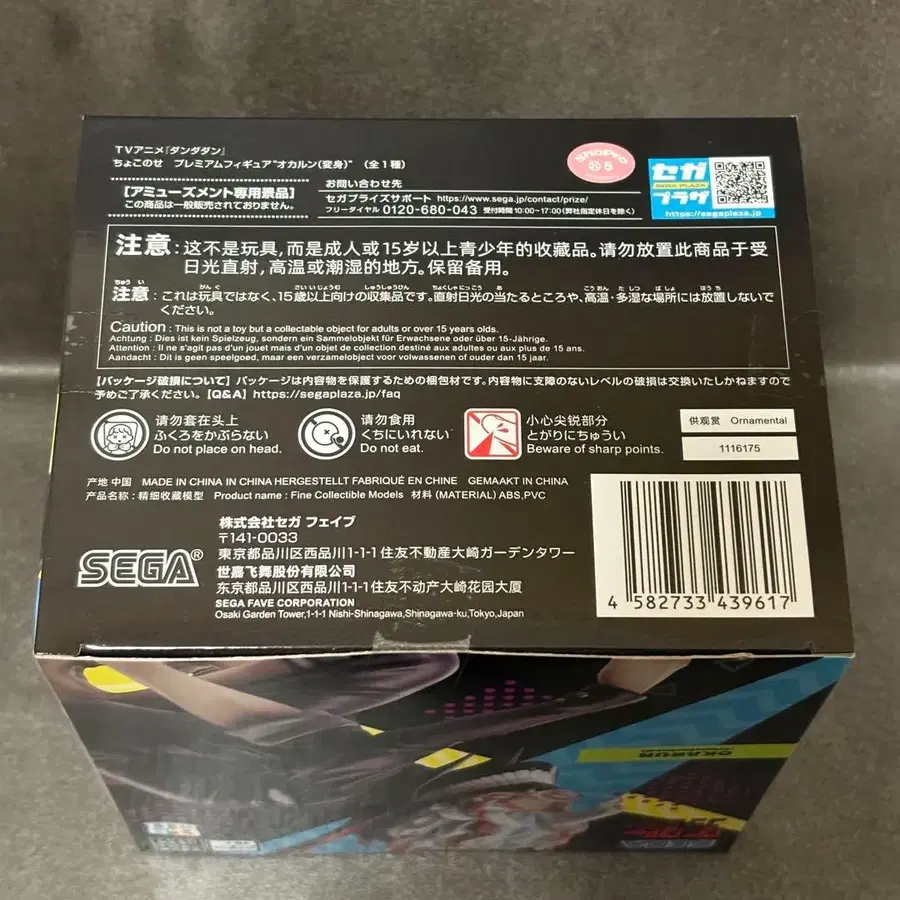 TVアニメ『ダンダダン』
ちょこのせ プレミアムフィギュア"オカルン(変身)" (全1種)
【アミューズメント専用景品】
この商品は一般販売されておりません。
お問い合わせ先
セガプライズサポート https://www.sega.jp/contact/prize/
フリーダイヤル 0120-680-043 受付時間10:00~17:00(弊社指定休日を除く)
ShoPro
小 5
セガ
SEGA PLAZA
プラザ
https://segaplaza.jp
注意:这不是玩具,而是成人或15岁以上青少年的收藏品。请勿放置此商品于受
日光直射,高温或潮湿的地方。保留备用。
注意:これは玩具ではなく、15歳以上向けの収集品です。直射日光の当たるところや、高温・多湿な場所には放置しないで
ください。
Caution : This is not a toy but a collectable object for adults or over 15 years olds.
Achtung : Dies ist kein Spielzeug, sondern ein Sammelobjekt für Erwachsene oder über 15-Jährige.
Attention : Il ne s'agit pas d'un jouet mais d'un objet de collection destiné aux adultes ou aux plus de 15 ans.
Aandacht : Dit is geen speelgoed, maar een verzamelobject voor volwassenen of ouder dan 15 jaar.
【パッケージ破損について】パッケージは内容物を保護するための梱包材です。内容物に支障のないレベルの破損は交換いたしかねますので
予めご了承ください。【Q&A】https://segaplaza.jp/faq
请勿套在头上
ふくろをかぶらない
Do not place on head.
请勿食用
くちにいれない
Do not eat.
小心尖锐部分
とがりにちゅうい
Beware of sharp points.
供观赏 Ornamental
1116175
产地 中国 MADE IN CHINA IN CHINA HERGESTELLT FABRIQUÉ EN CHINE GEMAAKT IN CHINA
产品名称:精细收藏模型 Product name : Fine Collectible Models 材料 (MATERIAL) ABS,PVC
SEGA®
株式会社セガ フェイブ
〒141-0033
東京都品川区西品川1-1-1住友不動産大崎ガーデンタワー
世嘉飞舞股份有限公司
东京都品川区西品川1-1-1住友不动产大崎花园大厦
SEGA FAVE CORPORATION
Osaki Garden Tower,1-1-1 Nishi-Shinagawa,Shinagawa-ku,Tokyo,Japan
4 582733 439617
OKARUN